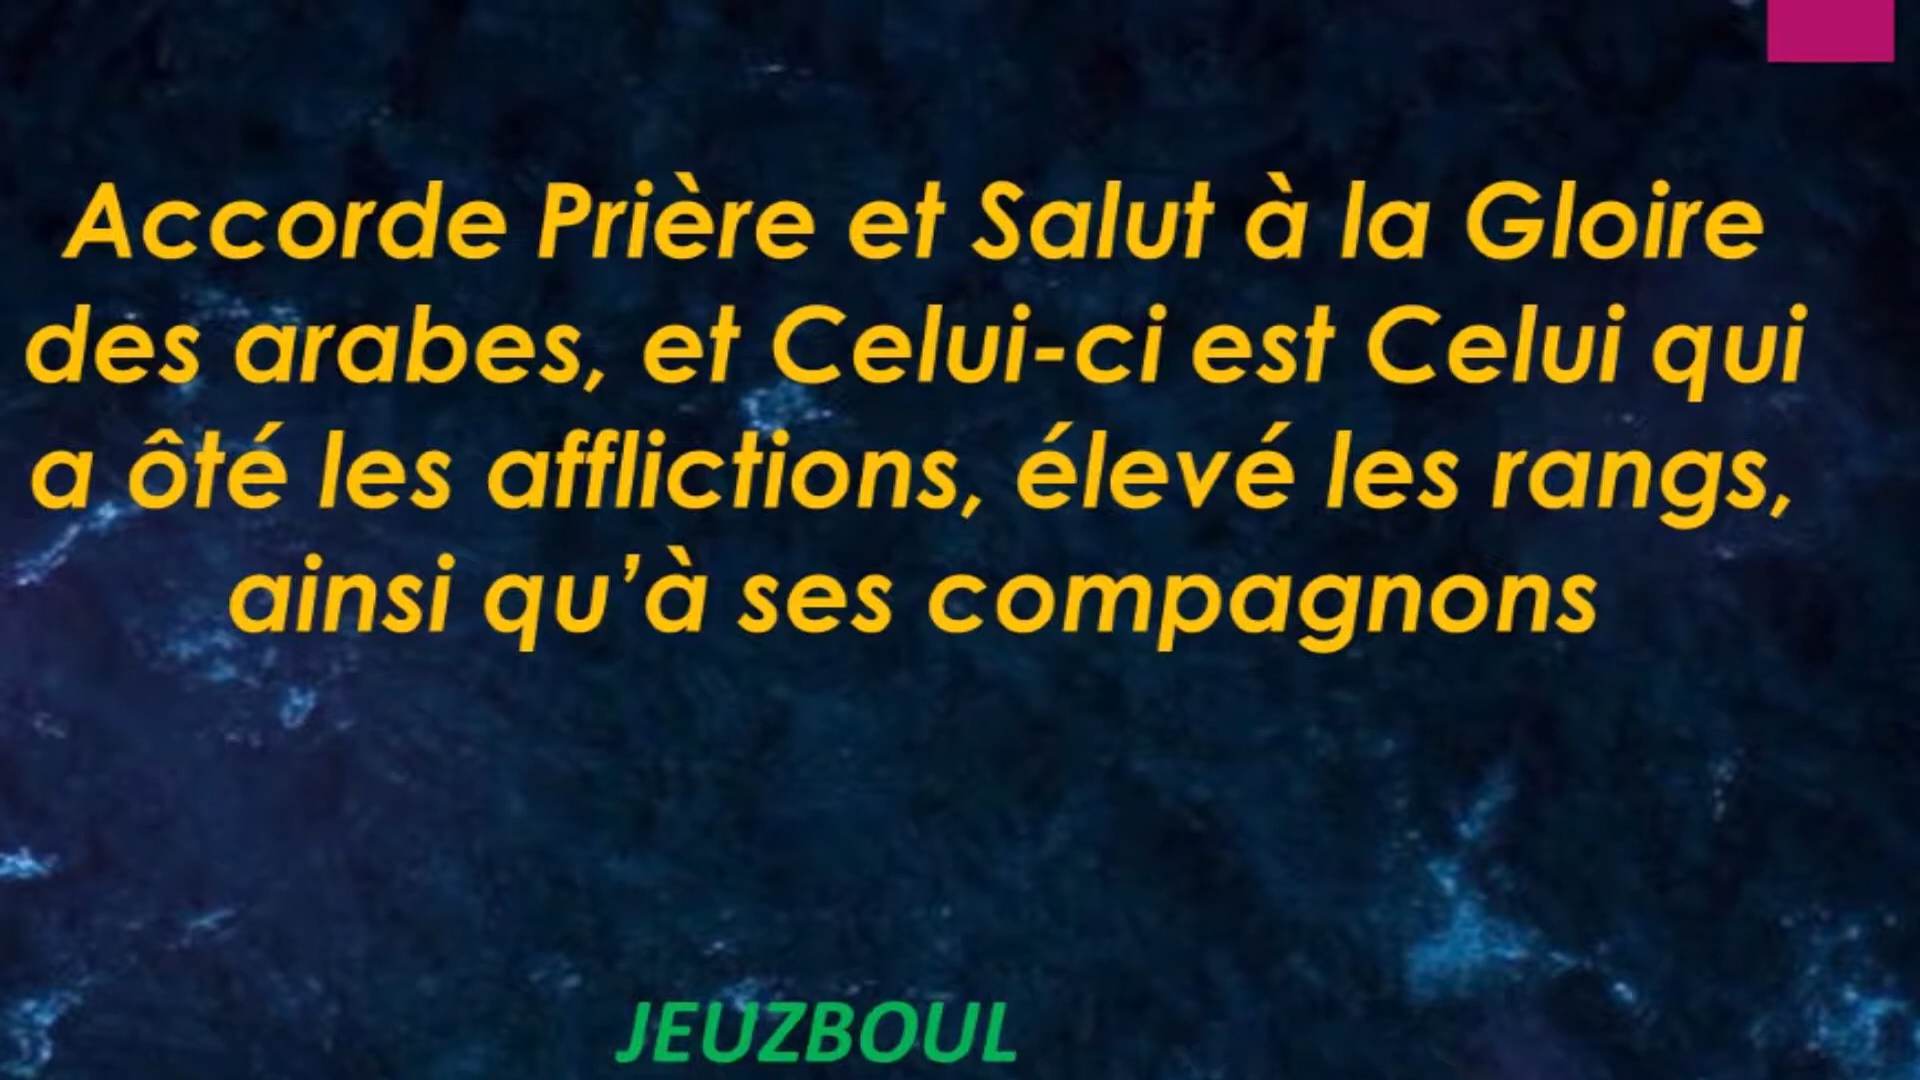 Accorde Prière et Salut à la Gloire
des arabes, et Celui-ci est Celui qui
a ôté les afflictions, élevé les rangs,
ainsi qu’à ses compagnons
JEUZBOUL